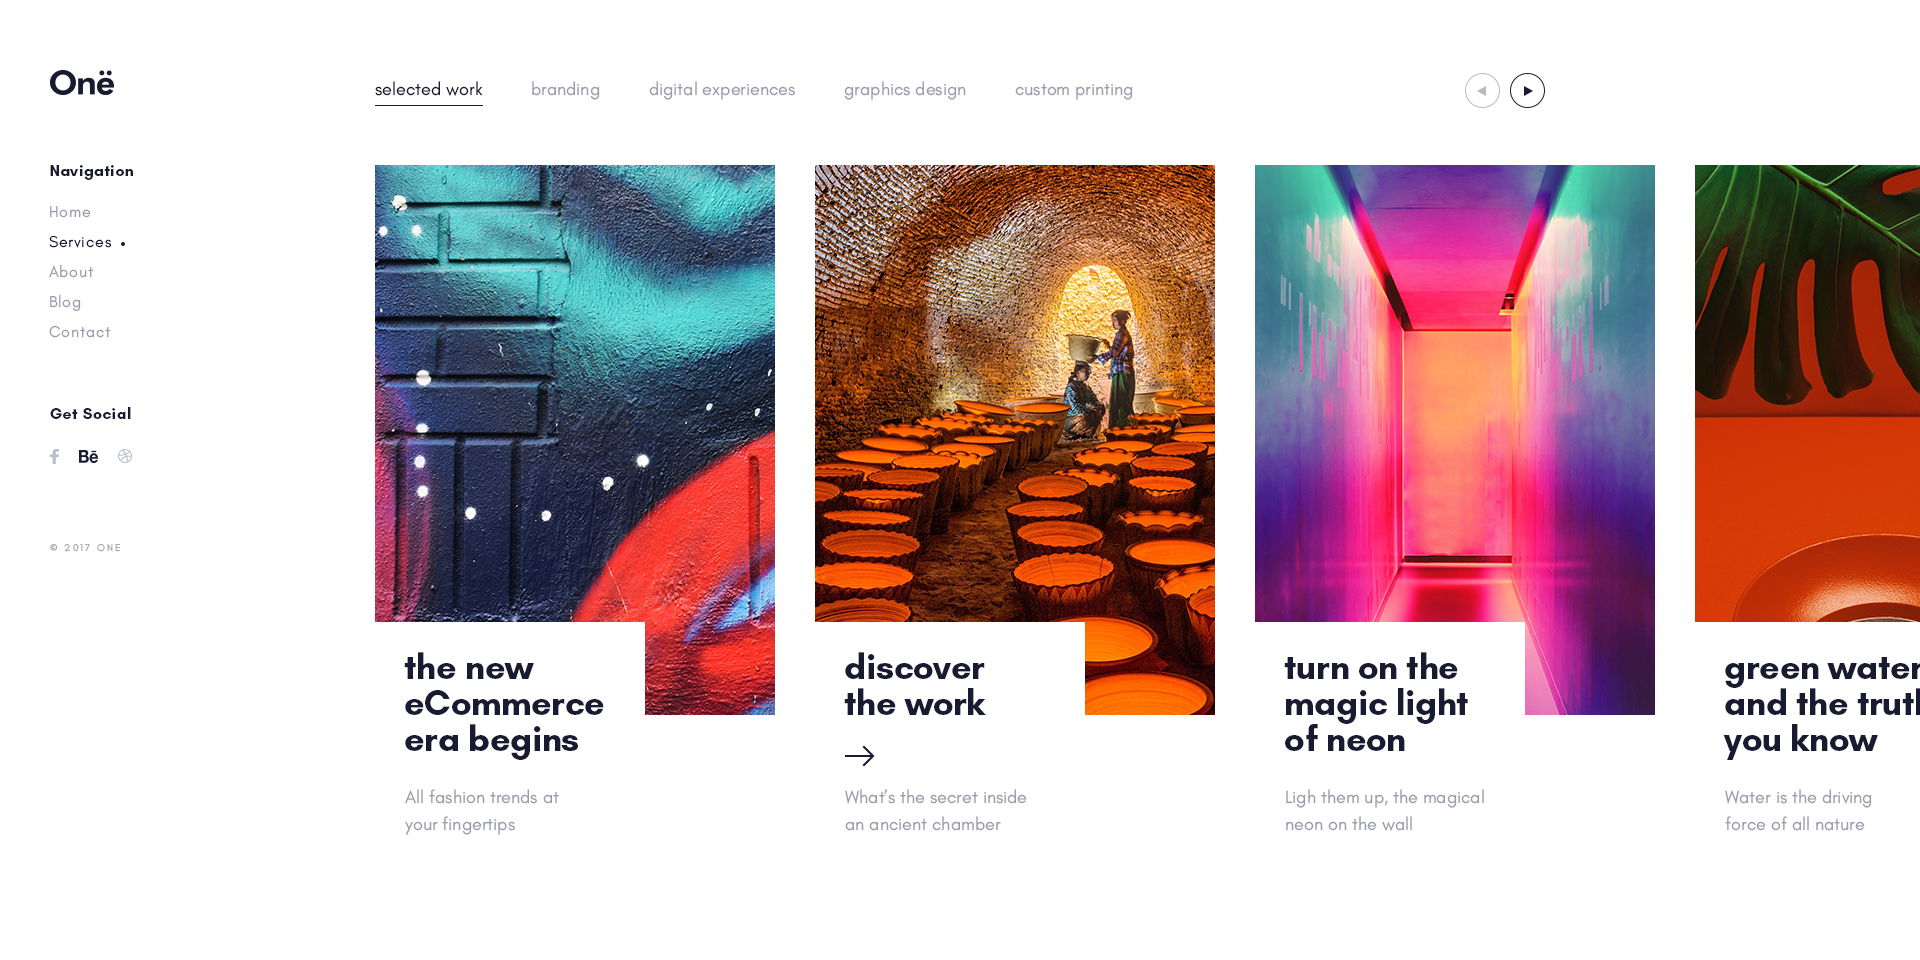 Onë
selected work
branding
digital experiences
graphics design
custom printing
Navigation
Home
Services
About
Blog
Contact
Get Social
f
Bē
© 2017 ONE
the new
eCommerce
era begins
All fashion trends at
your fingertips
discover
the work
What's the secret inside
an ancient chamber
turn on the
magic light
of neon
Ligh them up, the magical
neon on the wall
green water
and the truth
you know
Water is the driving
force of all nature